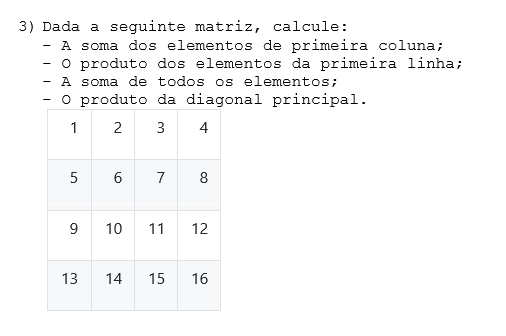 3) Dada a seguinte matriz, calcule:
- A soma dos elementos de primeira coluna;
- O produto dos elementos da primeira linha;
- A soma de todos os elementos;
- O produto da diagonal principal.
1 2 3 4
5 6 7 8
9 10 11 12
13 14 15 16